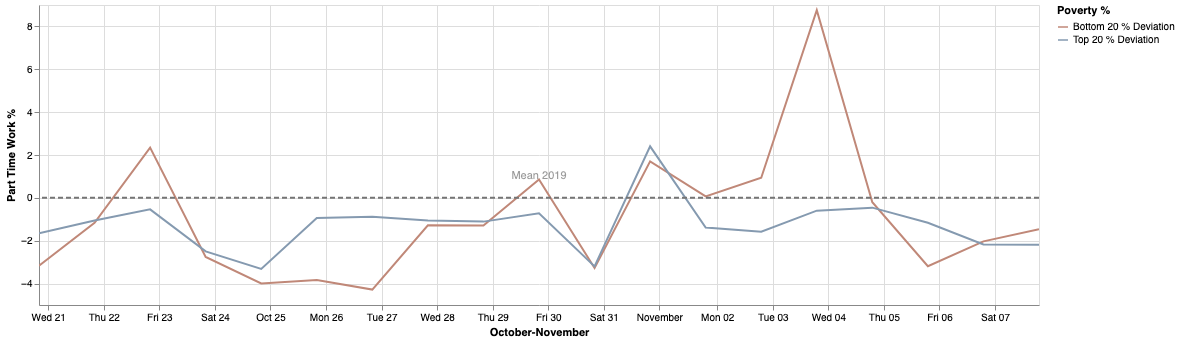 Poverty %
Bottom 20 % Deviation
Top 20 % Deviation
Part Time Work %
8
6
4
2
0
−2
−4
Mean 2019
Wed 21 Thu 22 Fri 23 Sat 24 Oct 25 Mon 26 Tue 27 Wed 28 Thu 29 Fri 30 Sat 31 November Mon 02 Tue 03 Wed 04 Thu 05 Fri 06 Sat 07
October-November